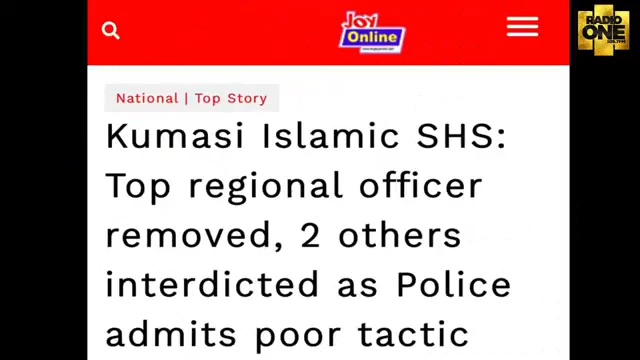 Joy
Online
RADIO
ONE
National | Top Story
Kumasi Islamic SHS:
Top regional officer
removed, 2 others
interdicted as Police
admits poor tactic